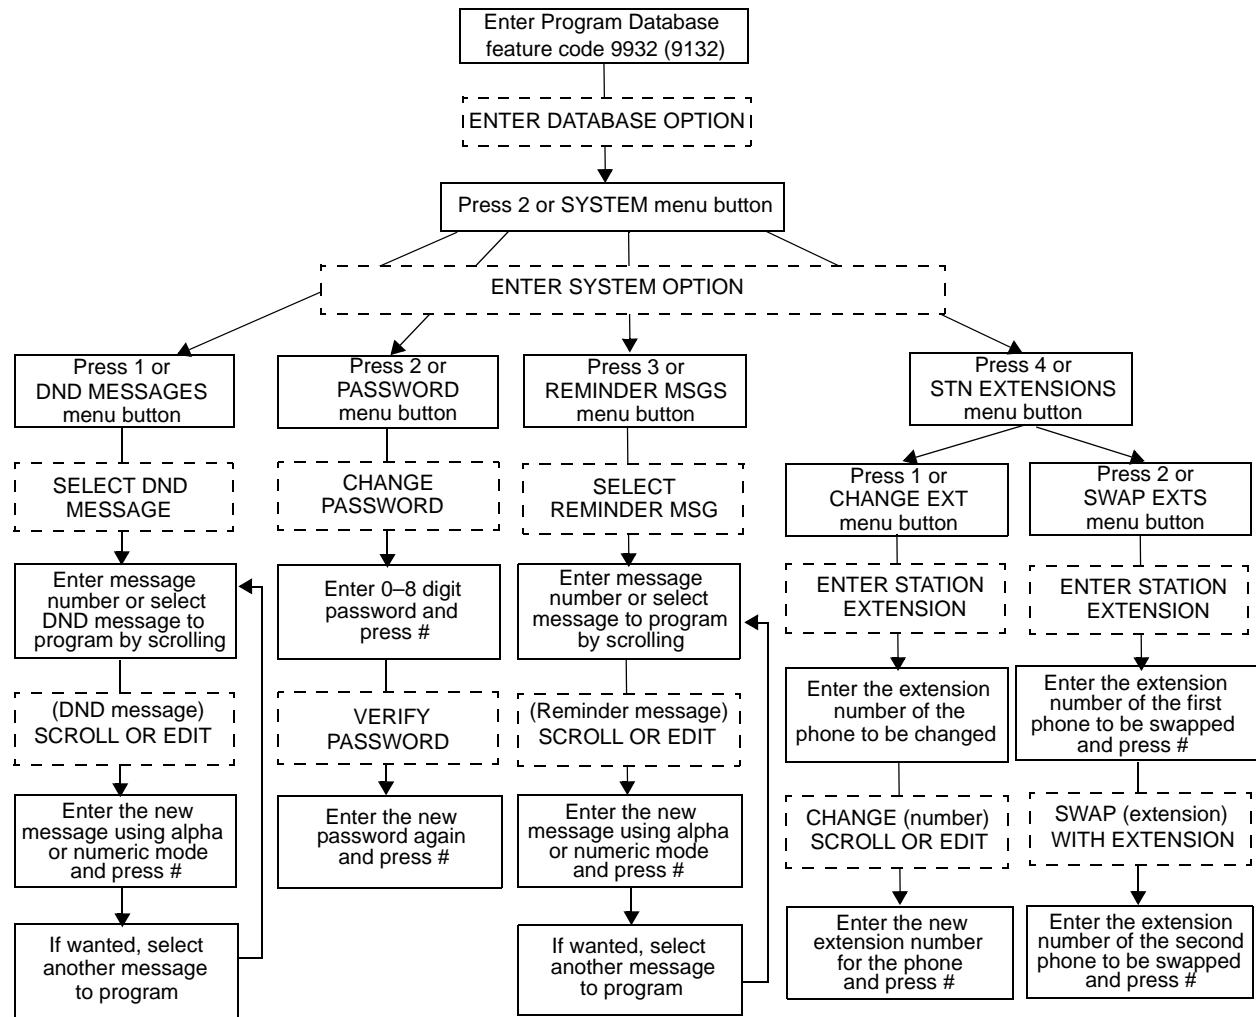 Enter Program Database
feature code 9932 (9132)
ENTER DATABASE OPTION
Press 2 or SYSTEM menu button
ENTER SYSTEM OPTION
Press 1 or
DND MESSAGES
menu button
Press 2 or
PASSWORD
menu button
Press 3 or
REMINDER MSGS
menu button
Press 4 or
STN EXTENSIONS
menu button
SELECT DND
MESSAGE
CHANGE
PASSWORD
SELECT
REMINDER MSG
Press 1 or
CHANGE EXT
menu button
Press 2 or
SWAP EXTS
menu button
Enter message
number or select
DND message to
program by scrolling
Enter 0–8 digit
password and
press #
Enter message
number or select
message to program
by scrolling
ENTER STATION
EXTENSION
ENTER STATION
EXTENSION
(DND message)
SCROLL OR EDIT
VERIFY
PASSWORD
(Reminder message)
SCROLL OR EDIT
Enter the extension
number of the
phone to be changed
Enter the extension
number of the first
phone to be swapped
and press #
Enter the new
message using alpha
or numeric mode
and press #
Enter the new
password again
and press #
Enter the new
message using alpha
or numeric mode
and press #
CHANGE (number)
SCROLL OR EDIT
SWAP (extension)
WITH EXTENSION
If wanted, select
another message
to program
If wanted, select
another message
to program
Enter the new
extension number
for the phone
and press #
Enter the extension
number of the second
phone to be swapped
and press #